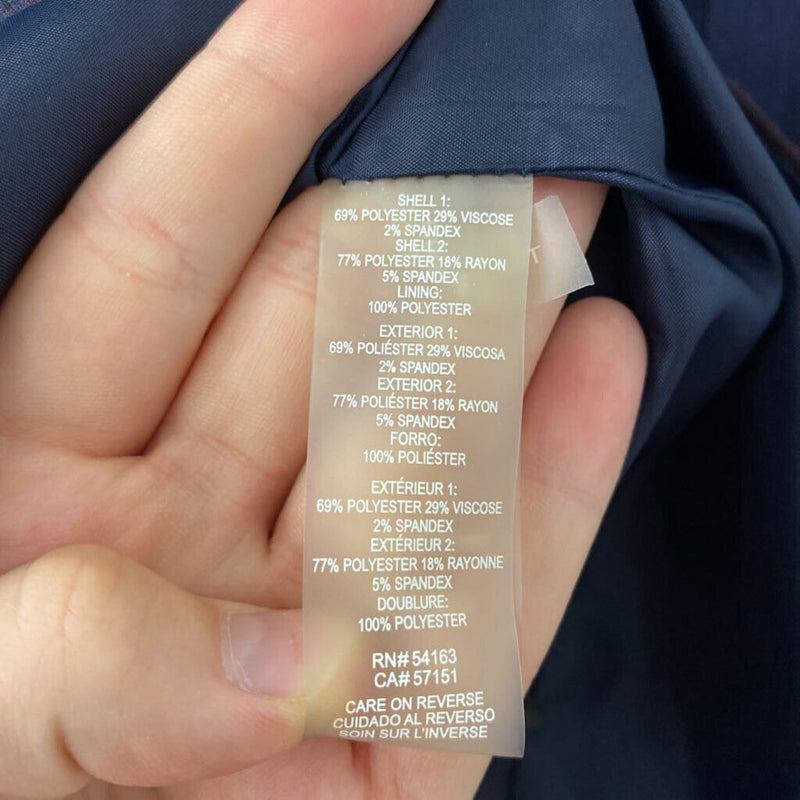 SHELL 1:
69% POLYESTER 29% VISCOSE
2% SPANDEX
SHELL 2:
77% POLYESTER 18% RAYON
5% SPANDEX
LINING:
100% POLYESTER
EXTERIOR 1:
69% POLIÉSTER 29% VISCOSA
2% SPANDEX
EXTERIOR 2:
77% POLIÉSTER 18% RAYON
5% SPANDEX
FORRO:
100% POLIÉSTER
EXTÉRIEUR 1:
69% POLYESTER 29% VISCOSE
2% SPANDEX
EXTÉRIEUR 2:
77% POLYESTER 18% RAYONNE
5% SPANDEX
DOUBLURE:
100% POLYESTER
RN# 54163
CA# 57151
CARE ON REVERSE
CUIDADO AL REVERSO
SOIN SUR L'INVERSE
T